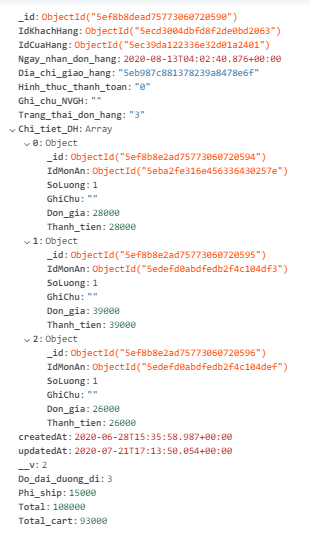 _id: ObjectId("5ef8b8dead75773060720590")
IdKhachHang: ObjectId("5ecd3004dbfd8f2de0bd2063")
IdCuaHang: ObjectId("5ec39da122336e32d01a2401")
Ngay_nhan_don_hang: 2020-08-13T04:02:40.876+00:00
Dia_chi_giao_hang: "5eb987c881378239a8478e6f"
Hinh_thuc_thanh_toan: "0"
Ghi_chu_NVGH: ""
Trang_thai_don_hang: "3"
Chi_tiet_DH: Array
0: Object
_id: ObjectId("5ef8b8e2ad75773060720594")
IdMonAn: ObjectId("5eba2fe316e456336430257e")
SoLuong: 1
GhiChu: ""
Don_gia: 28000
Thanh_tien: 28000
1: Object
_id: ObjectId("5ef8b8e2ad75773060720595")
IdMonAn: ObjectId("5edefd0abdfedb2f4c104df3")
SoLuong: 1
GhiChu: ""
Don_gia: 39000
Thanh_tien: 39000
2: Object
_id: ObjectId("5ef8b8e2ad75773060720596")
IdMonAn: ObjectId("5edefd0abdfedb2f4c104def")
SoLuong: 1
GhiChu: ""
Don_gia: 26000
Thanh_tien: 26000
createdAt: 2020-06-28T15:35:58.987+00:00
updatedAt: 2020-07-21T17:13:50.054+00:00
__v: 2
Do_dai_duong_di: 3
Phi_ship: 15000
Total: 108000
Total_cart: 93000